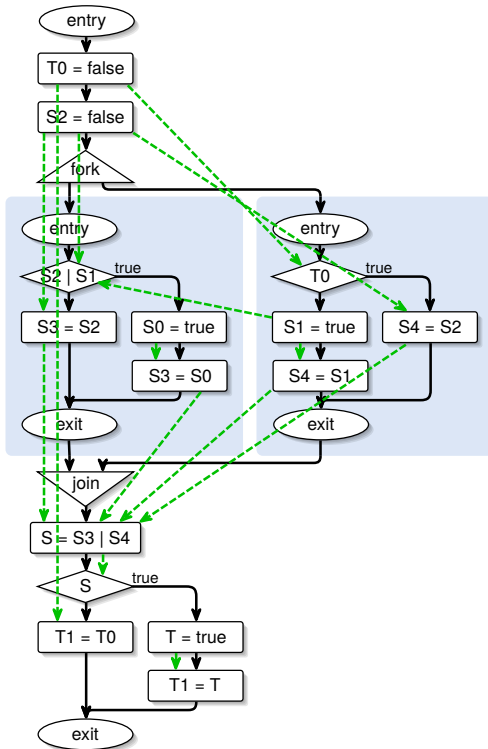 entry
T0 = false
S2 = false
fork
entry
entry
S2 | S1
true
T0
true
S3 = S2
S0 = true
S1 = true
S4 = S2
S3 = S0
S4 = S1
exit
exit
join
S = S3 | S4
S
true
T1 = T0
T = true
T1 = T
exit